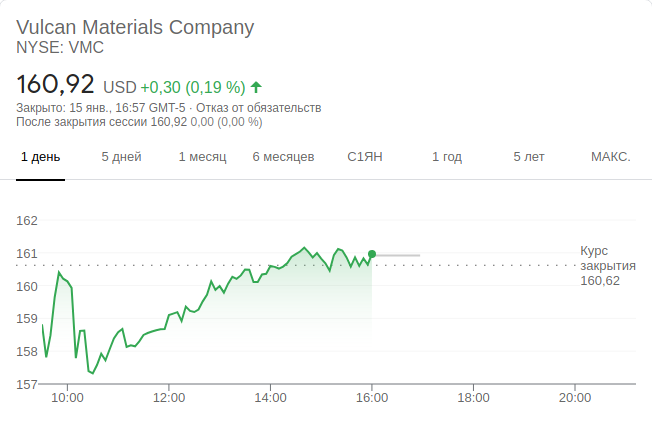 Vulcan Materials Company
NYSE: VMC
160,92 USD +0,30 (0,19 %)
Закрыто: 15 янв., 16:57 GMT-5 · Отказ от обязательств
После закрытия сессии 160,92 0,00 (0,00 %)
1 день 5 дней 1 месяц 6 месяцев С1ЯН 1 год 5 лет МАКС.
162
161
160
159
158
157
Курс
закрытия
160,62
10:00 12:00 14:00 16:00 18:00 20:00